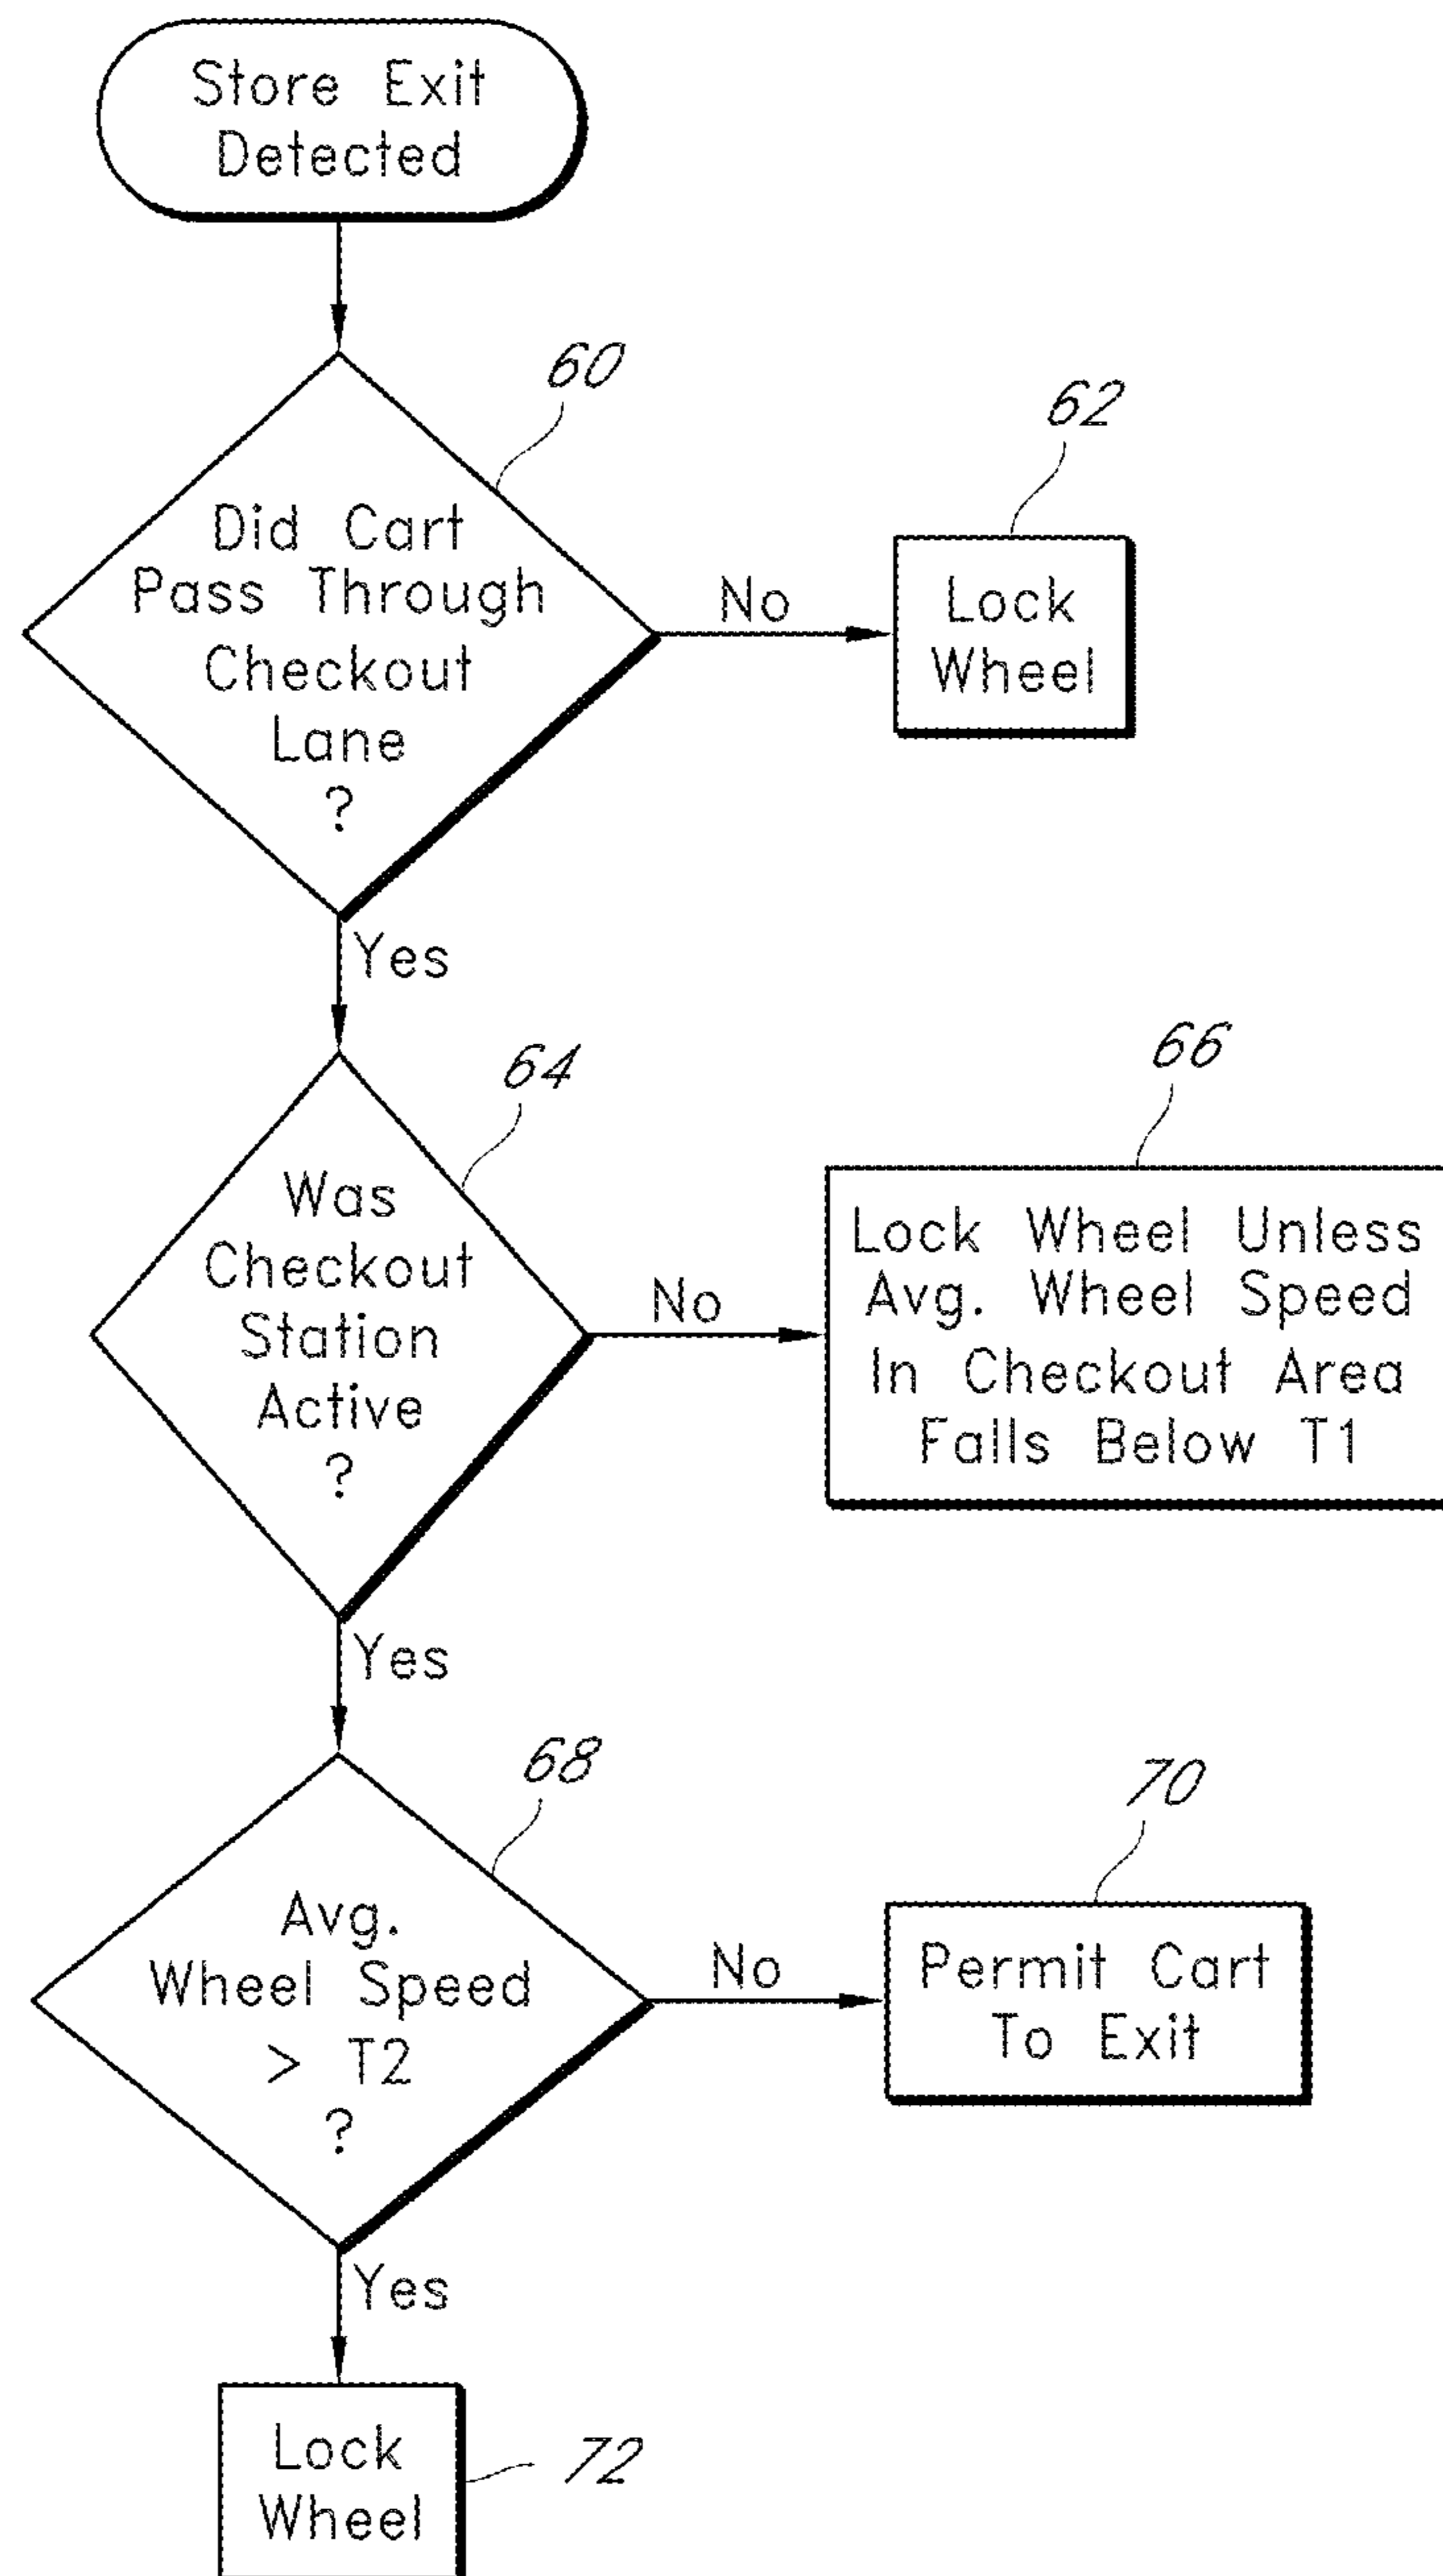 Store Exit
Detected
60
Did Cart
Pass Through
Checkout
Lane
?
No
62
Lock
Wheel
Yes
64
Was
Checkout
Station
Active
?
No
66
Lock Wheel Unless
Avg. Wheel Speed
In Checkout Area
Falls Below T1
Yes
68
Avg.
Wheel Speed
> T2
?
No
70
Permit Cart
To Exit
Yes
Lock
Wheel
72